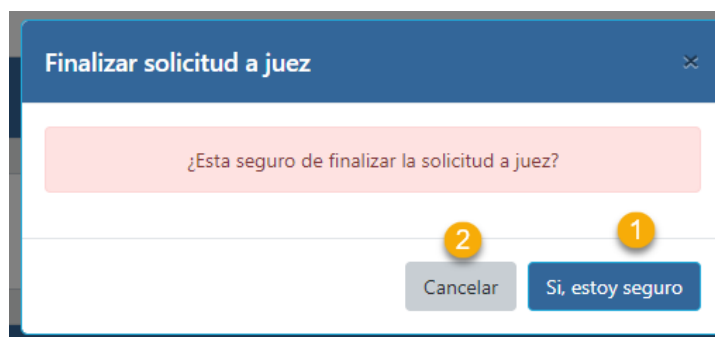 Finalizar solicitud a juez ×
¿Esta seguro de finalizar la solicitud a juez?
2 1
Cancelar Si, estoy seguro